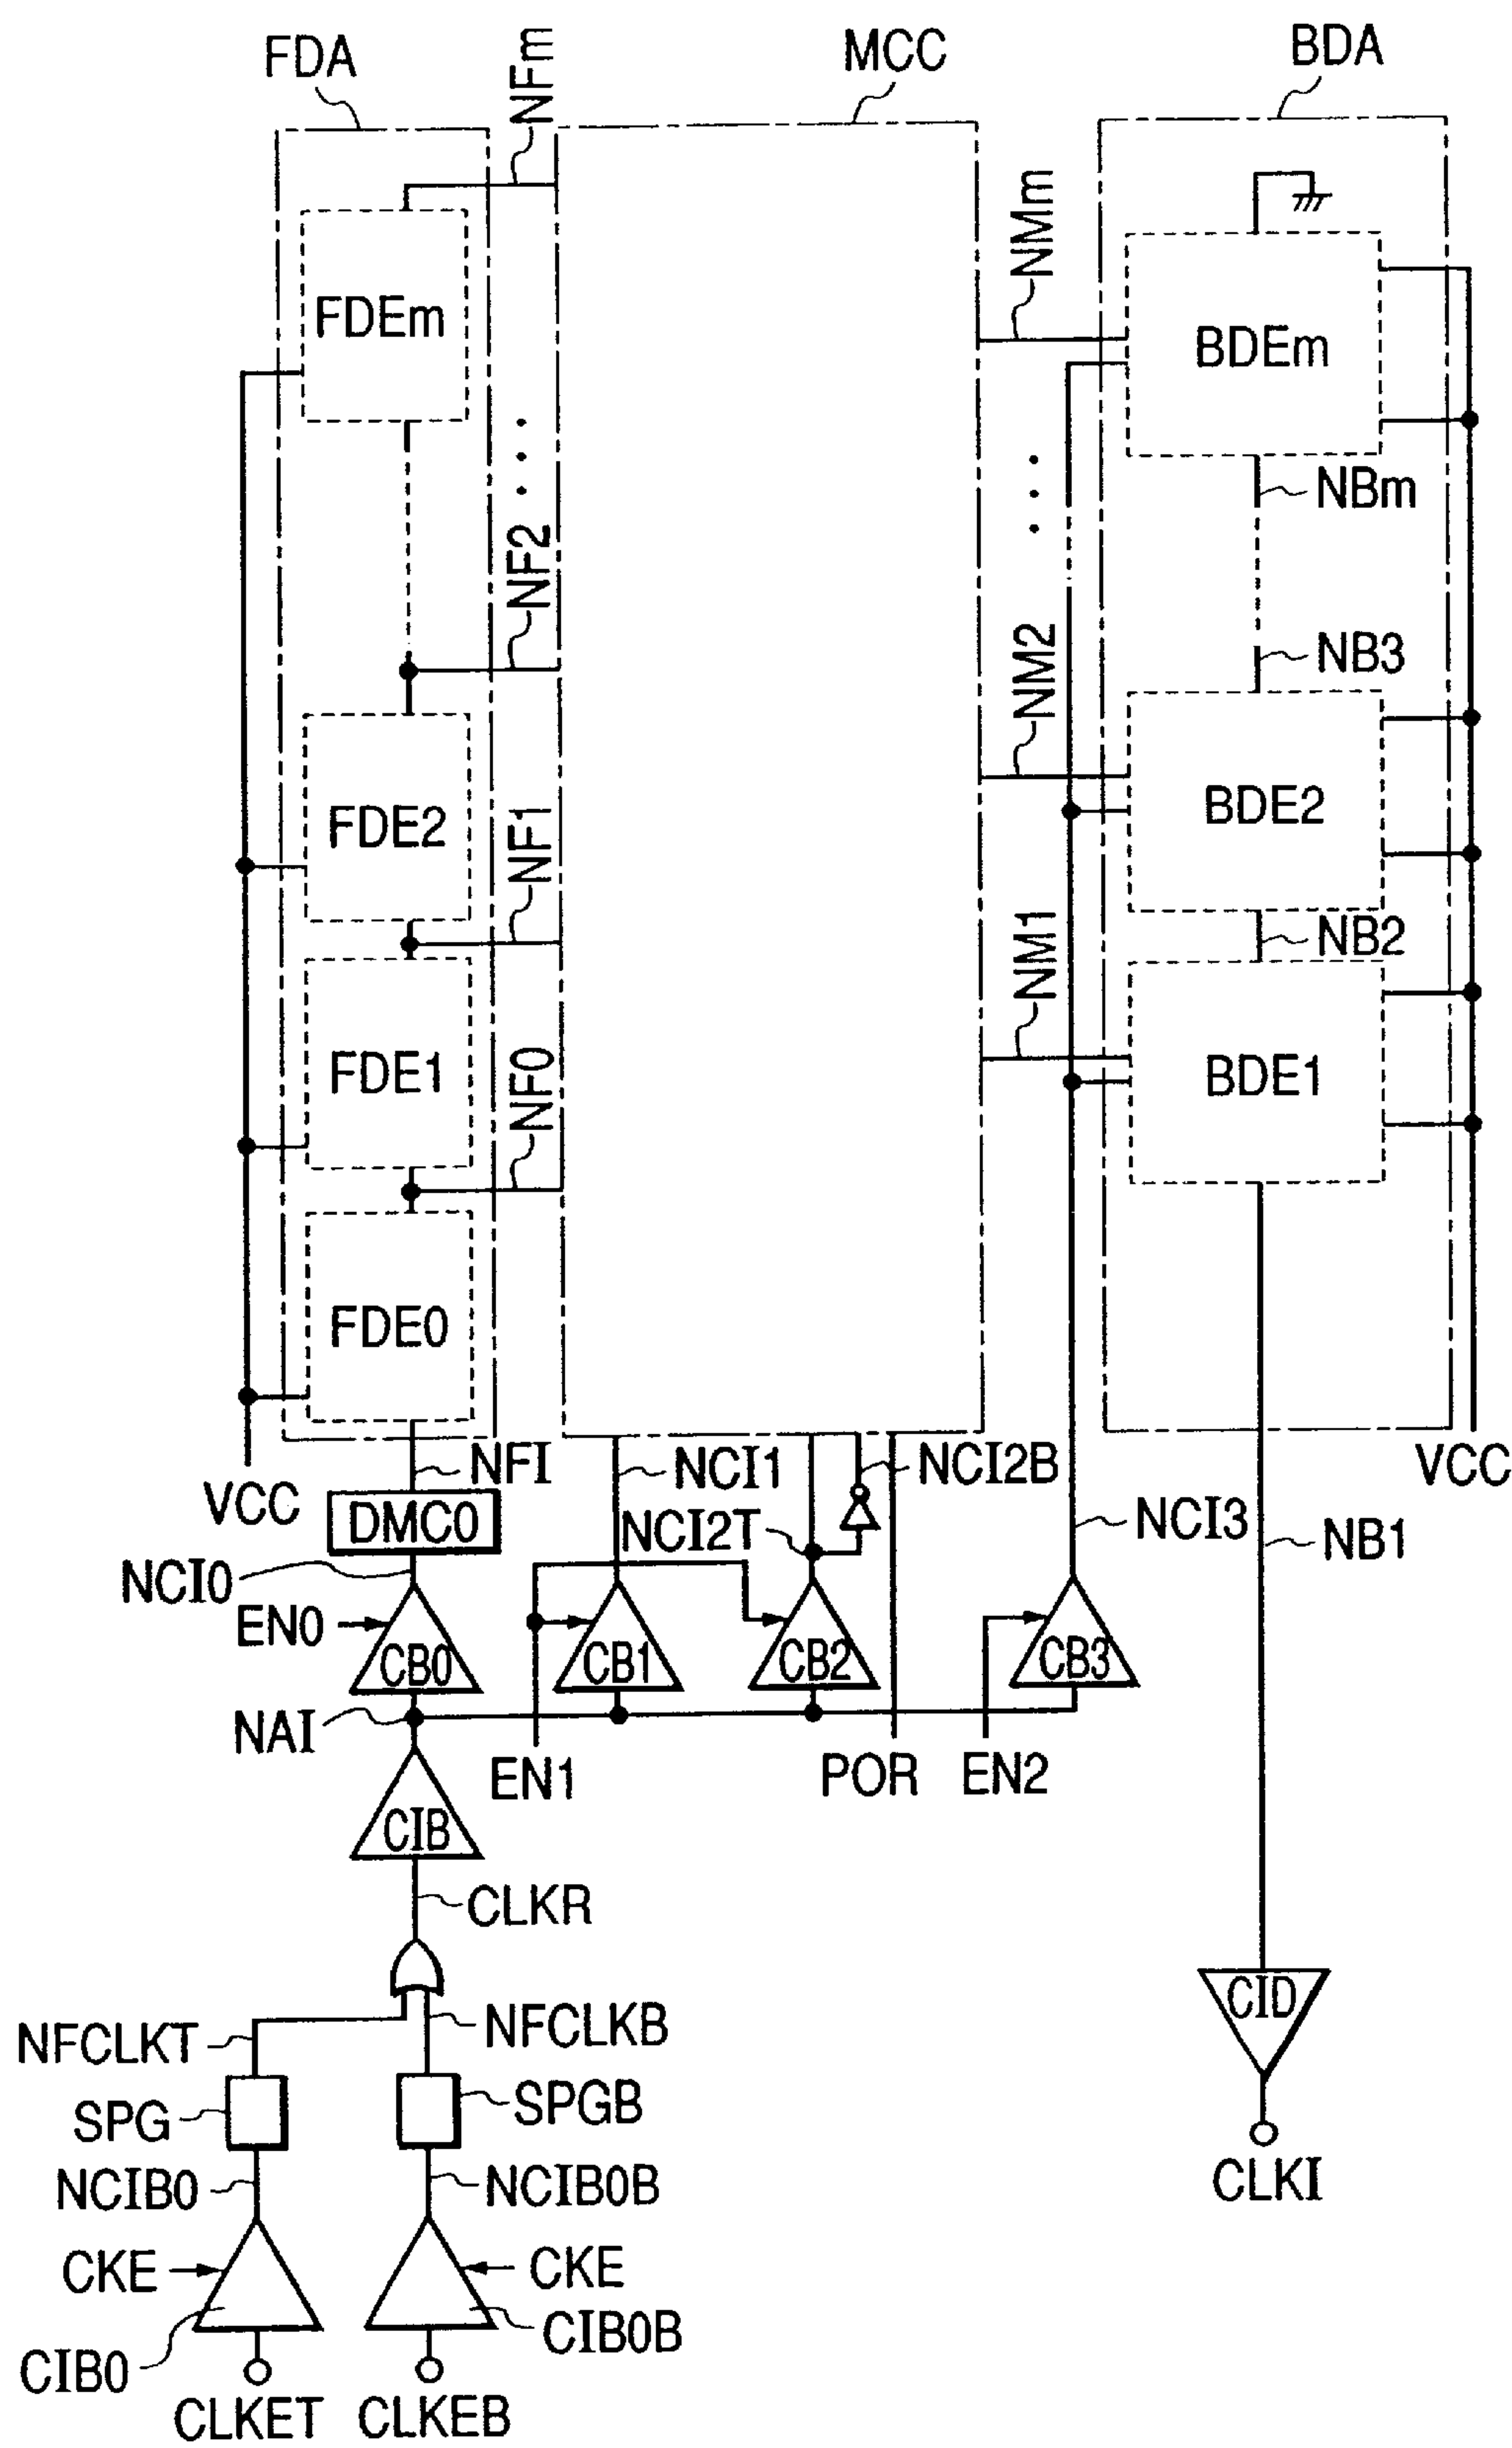 FDA
MCC
BDA
NFm
FDEm
NMm
BDEm
NBm
NF2
NB3
NM2
FDE2
NF1
BDE2
NM1
NB2
FDE1
NF0
BDE1
FDE0
VCC
NFI
NCI1
NCI2B
VCC
DMC0
NCI2T
NCI3
NB1
NCI0
EN0
CB0
CB1
CB2
CB3
NAI
EN1
POR
EN2
CIB
CLKR
CID
NFCLKT
NFCLKB
SPG
SPGB
NCIB0
NCIB0B
CLKI
CKE
CKE
CIB0
CIB0B
CLKET
CLKEB